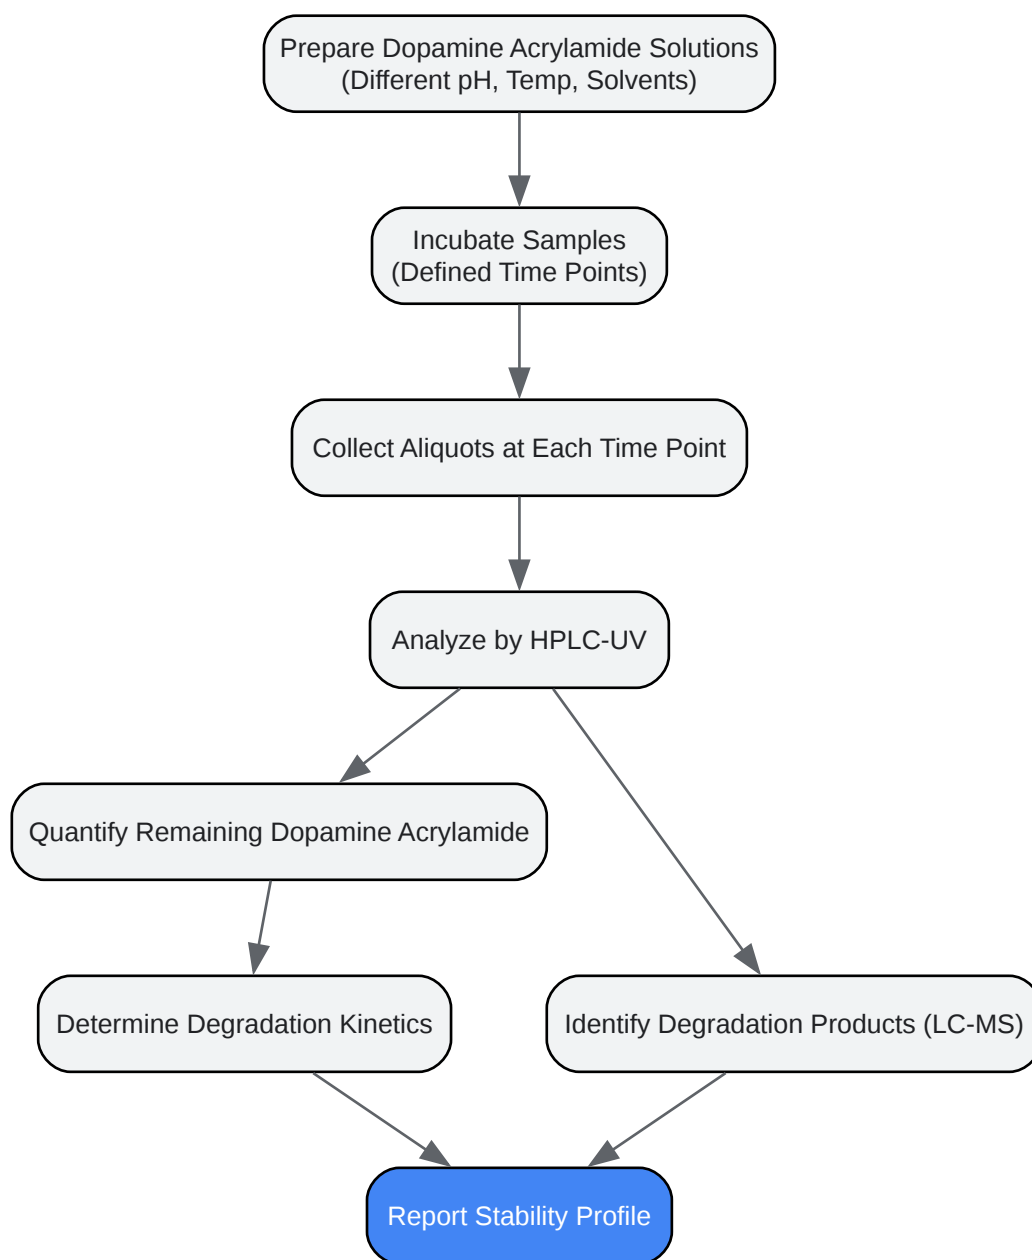 Prepare Dopamine Acrylamide Solutions
(Different pH, Temp, Solvents)
Incubate Samples
(Defined Time Points)
Collect Aliquots at Each Time Point
Analyze by HPLC-UV
Quantify Remaining Dopamine Acrylamide
Determine Degradation Kinetics
Identify Degradation Products (LC-MS)
Report Stability Profile